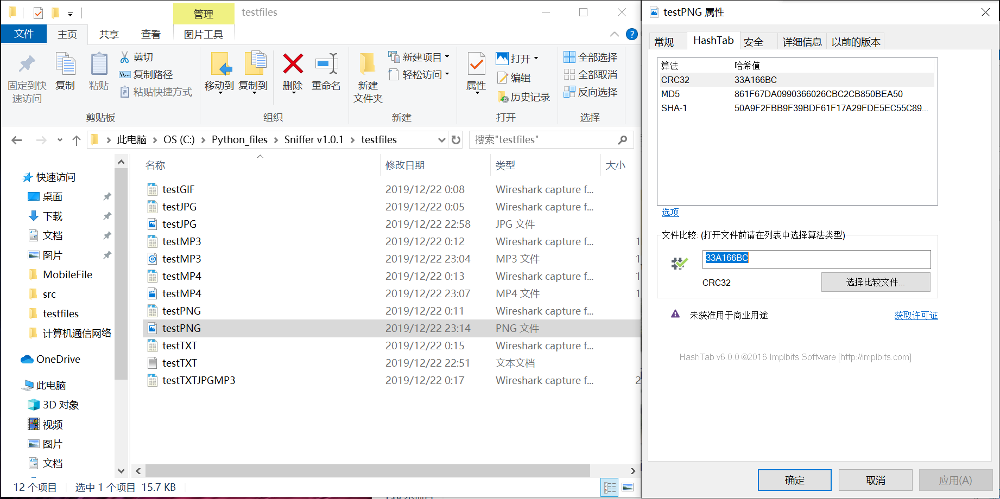 管理
testfiles
文件
主页
共享
查看
图片工具
固定到快
速访问
复制
粘贴
剪切
复制路径
粘贴快捷方式
剪贴板
移动到
复制到
删除
重命名
组织
新建
文件夹
新建项目
轻松访问
新建
属性
打开
编辑
历史记录
打开
全部选择
全部取消
反向选择
选择
此电脑 > OS (C:) > Python_files > Sniffer v1.0.1 > testfiles
搜索"testfiles"
快速访问
桌面
下载
文档
图片
MobileFile
src
testfiles
计算机通信网络
OneDrive
此电脑
3D 对象
视频
图片
文档
名称 修改日期 类型 大小
testGIF 2019/12/22 0:08 Wireshark capture f...
testJPG 2019/12/22 0:05 Wireshark capture f...
testJPG 2019/12/22 22:58 JPG 文件
testMP3 2019/12/22 0:12 Wireshark capture f... 1
testMP3 2019/12/22 23:04 MP3 文件 1
testMP4 2019/12/22 0:13 Wireshark capture f... 1
testMP4 2019/12/22 23:07 MP4 文件 1
testPNG 2019/12/22 0:11 Wireshark capture f...
testPNG 2019/12/22 23:14 PNG 文件
testTXT 2019/12/22 0:15 Wireshark capture f...
testTXT 2019/12/22 22:51 文本文档
testTXTJPGMP3 2019/12/22 0:17 Wireshark capture f... 2
12 个项目 选中 1 个项目 15.7 KB
testPNG 属性
常规
HashTab
安全
详细信息
以前的版本
算法 哈希值
CRC32 33A166BC
MD5 861F67DA0990366026CBC2CB850BEA50
SHA-1 50A9F2FBB9F39BDF61F17A29FDE5EC55C89...
选项
文件比较: (打开文件前请在列表中选择算法类型)
33A166BC
CRC32
选择比较文件...
未获准用于商业用途
获取许可证
HashTab v6.0.0 ©2016 Implbits Software [http://implbits.com]
确定
取消
应用(A)